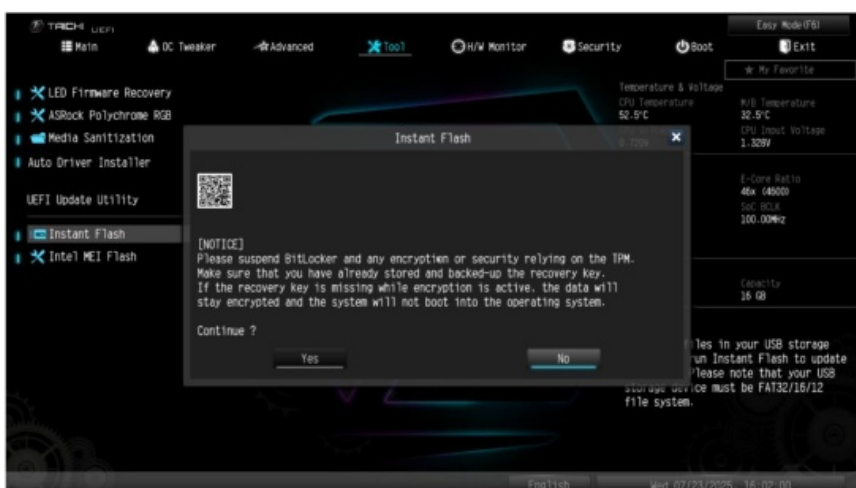 TAICHI UEFI
Easy Mode(F6)
Main
OC Tweaker
Advanced
Tool
H/W Monitor
Security
Boot
Exit
My Favorite
LED Firmware Recovery
ASRock Polychrome RGB
Media Sanitization
Auto Driver Installer
UEFI Update Utility
Instant Flash
Intel MEI Flash
Temperature & Voltage
CPU Temperature
52.5°C
M/B Temperature
32.5°C
CPU Input Voltage
1.328V
E-Core Ratio
46x (4600)
SoC BCLK
100.00MHz
Capacity
16 GB
Instant Flash
[NOTICE]
Please suspend BitLocker and any encryption or security relying on the TPM.
Make sure that you have already stored and backed-up the recovery key.
If the recovery key is missing while encryption is active, the data will
stay encrypted and the system will not boot into the operating system.
Continue ?
Yes
No
files in your USB storage
run Instant Flash to update
Please note that your USB
storage device must be FAT32/16/12
file system.
English
Wed 07/23/2025, 16:02:00